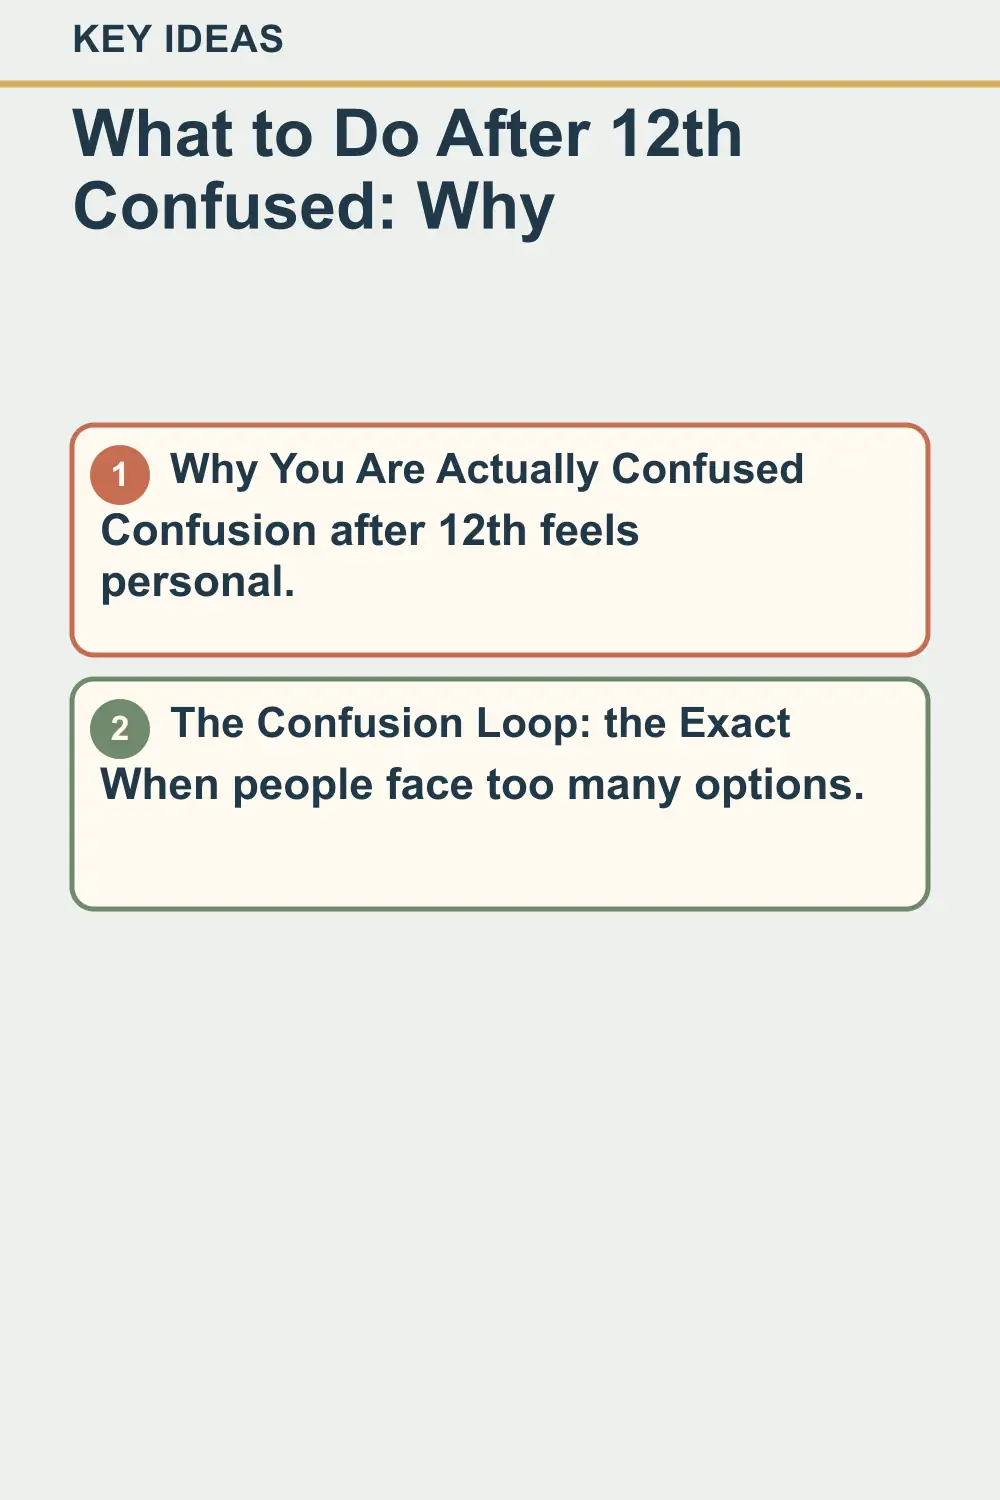 KEY IDEAS
What to Do After 12th
Confused: Why
1 Why You Are Actually Confused
Confusion after 12th feels
personal.
2 The Confusion Loop: the Exact
When people face too many options.